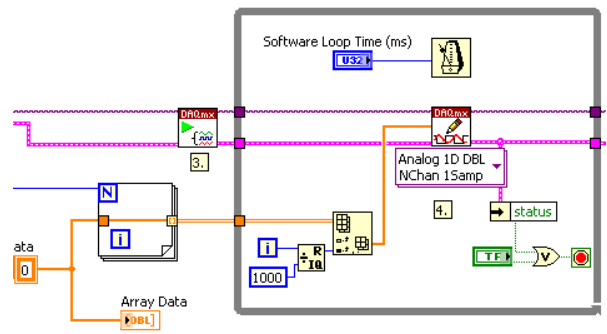 Software Loop Time (ms)
U32
DAQmx
DAQmx
3.
Analog 1D DBL
NChan 1Samp
N
4.
status
i
ata
i
R
IQ
TF
V
0
1000
Array Data
DBL]